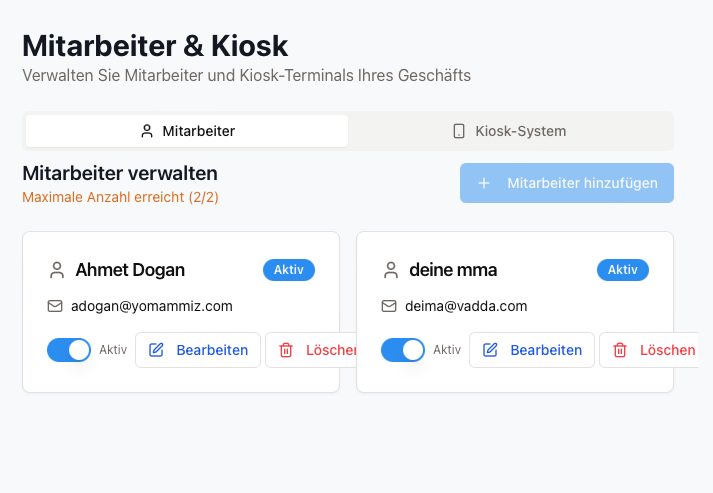 Mitarbeiter & Kiosk
Verwalten Sie Mitarbeiter und Kiosk-Terminals Ihres Geschäfts
Mitarbeiter
Kiosk-System
Mitarbeiter verwalten
Maximale Anzahl erreicht (2/2)
Mitarbeiter hinzufügen
Ahmet Dogan
Aktiv
adogan@yomammiz.com
Aktiv
Bearbeiten
Löschen
deine mma
Aktiv
deima@vadda.com
Aktiv
Bearbeiten
Löschen